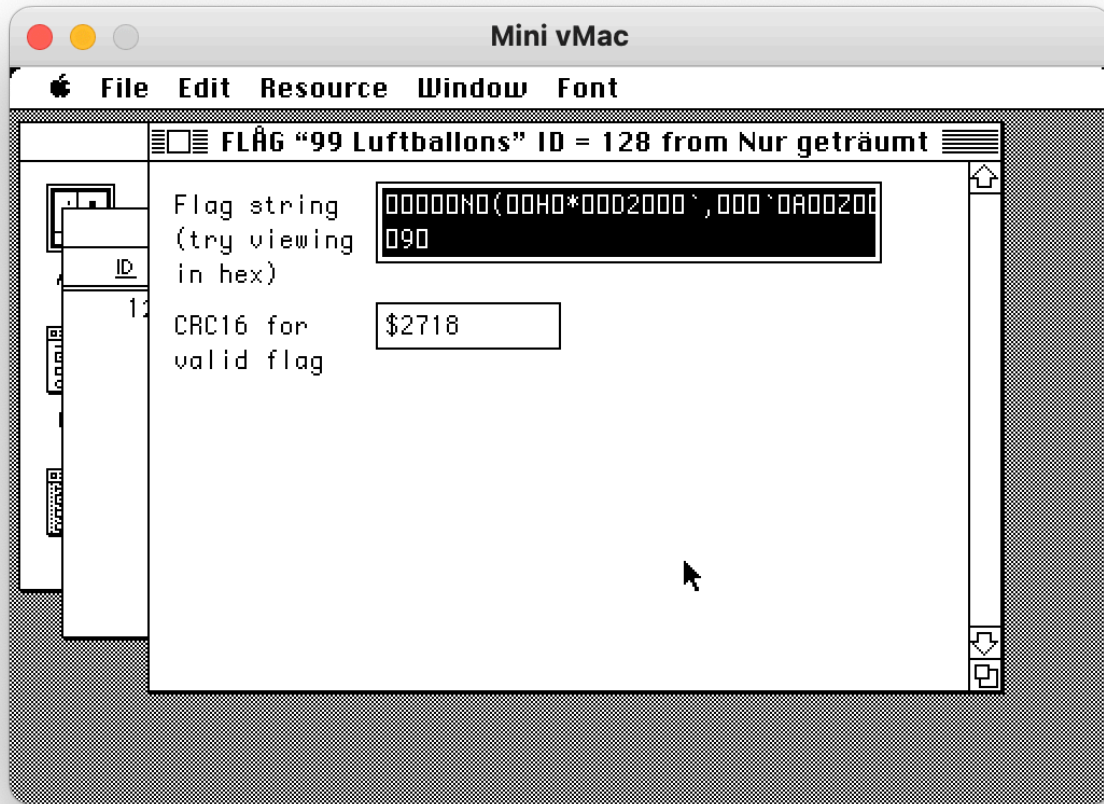 Mini vMac
File Edit Resource Window Font
FLÅG “99 Luftballons” ID = 128 from Nur geträumt
Flag string
(try viewing
in hex)
ID
CRC16 for
valid flag
$2718